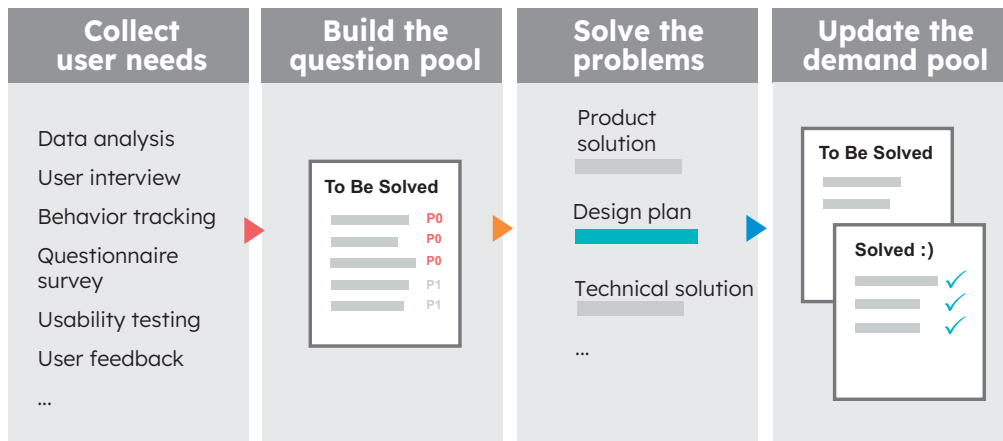 Collect
user needs
Data analysis
User interview
Behavior tracking
Questionnaire
survey
Usability testing
User feedback
...
Build the
question pool
To Be Solved
P0
P0
P0
P1
P1
Solve the
problems
Product
solution
Design plan
Technical solution
...
Update the
demand pool
To Be Solved
Solved :)